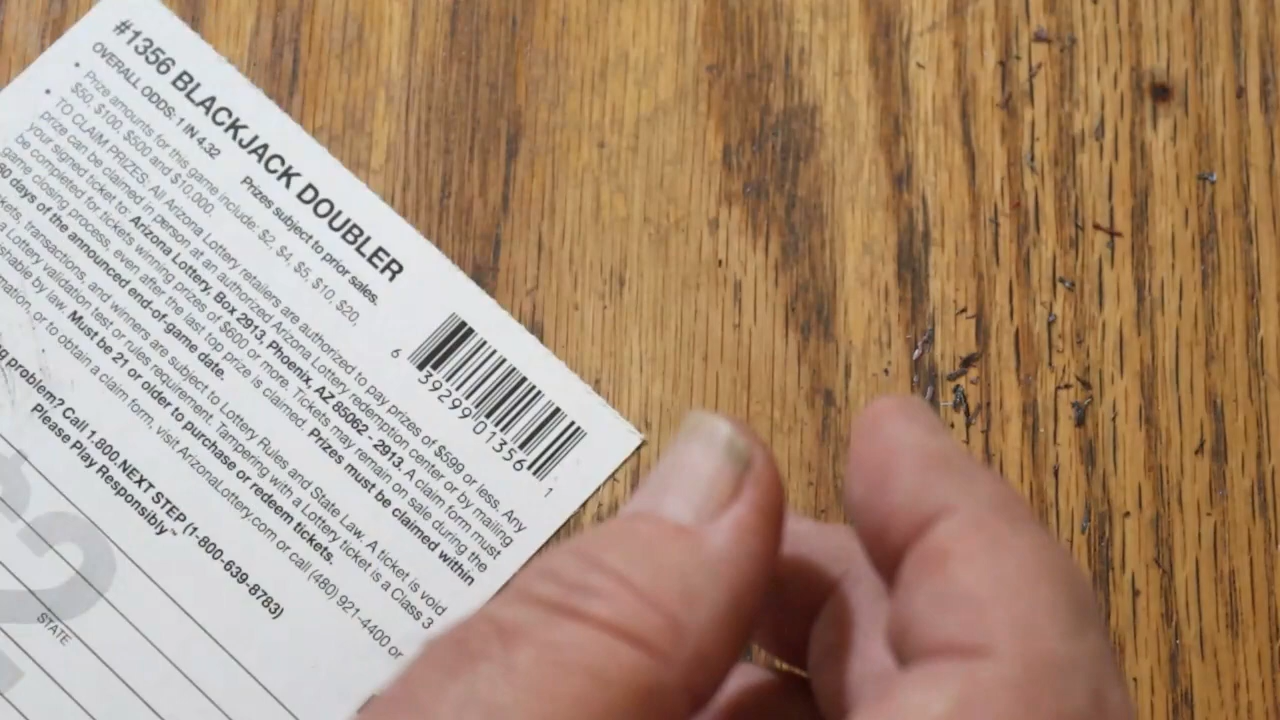 #1356 BLACKJACK DOUBLER
OVERALL ODDS: 1 IN 4.32 Prizes subject to prior sales.
• Prize amounts for this game include: $2, $4, $5, $10, $20,
$50, $100, $500 and $10,000.
• TO CLAIM PRIZES: All Arizona Lottery retailers are authorized to pay prizes of $599 or less. Any
prize can be claimed in person at an authorized Arizona Lottery redemption center or by mailing
your signed ticket to: Arizona Lottery, Box 2913, Phoenix, AZ 85062 - 2913. A claim form must
be completed for tickets winning prizes of $600 or more. Tickets may remain on sale during the
game closing process, even after the last top prize is claimed. Prizes must be claimed within
days of the announced end-of-game date.
transactions, and winners are subject to Lottery Rules and State Law. A ticket is void
Lottery validation test or rules requirement. Tampering with a Lottery ticket is a Class 3
by law. Must be 21 or older to purchase or redeem tickets.
or to obtain a claim form, visit ArizonaLottery.com or call (480) 921-4400 or
problem? Call 1.800.NEXT STEP (1-800-639-8783)
Please Play Responsibly™
6 39299 01356 1
STATE